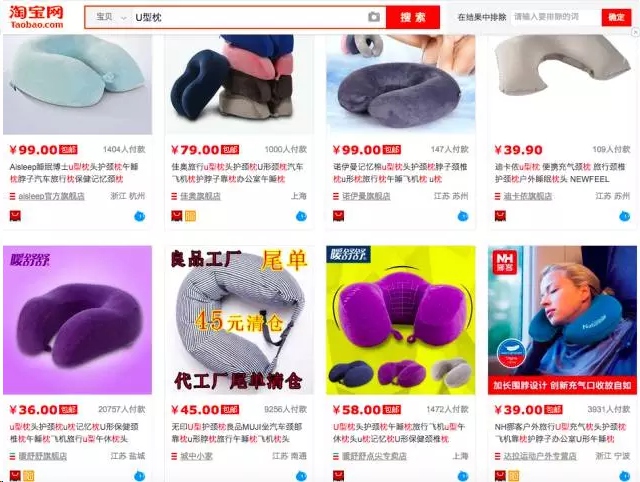 淘宝网
Taobao.com
宝贝
U型枕
搜索
在结果中排除
请输入要排除的词
确定
¥99.00 包邮 1404人付款
Aisleep睡眠博士u型枕头护颈枕午睡
枕脖子汽车旅行枕保健记忆颈枕
aisleep官方旗舰店 浙江 杭州
¥79.00 包邮 1000人付款
佳奥旅行u型枕头护颈枕U形颈枕汽车
飞机枕护脖子靠枕办公室午睡枕
佳奥旗舰店 上海
¥99.00 包邮 147人付款
诺伊曼记忆棉u型枕头护颈枕脖子颈椎
枕u形枕旅行枕午睡飞机枕 u枕
诺伊曼旗舰店 江苏 苏州
¥39.90 109人付款
迪卡侬u型枕 便携充气颈枕 旅行颈椎
护颈枕户外睡眠枕头 NEWFEEL
迪卡侬旗舰店 江苏 苏州
暖舒舒
¥36.00 包邮 20757人付款
u型枕头护颈枕u枕记忆枕U形保健颈
椎枕午睡枕飞机旅行u型午休枕头
暖舒舒旗舰店 江苏 盐城
良品工厂 尾单
45元清仓
代工厂尾单清仓
¥45.00 包邮 9256人付款
无印U型护颈枕良品MUJI坐汽车颈部
靠枕u形脖枕旅行午睡飞机枕头
城中小家 江苏 南通
暖舒舒
¥58.00 包邮 1472人付款
U型枕头护颈枕脖子枕旅行飞机u型午
休枕头u枕记忆枕U形保健颈椎枕
暖舒舒点尖专卖店 上海
NH
挪客
加长围脖设计 创新充气口收放自如
¥39.00 包邮 3931人付款
NH挪客户外旅行U型充气枕头护颈枕
飞机靠枕护脖子办公室U形午睡枕
达拉运动户外专营店 浙江 宁波